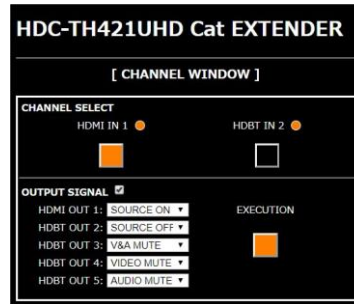 HDC-TH421UHD Cat EXTENDER
[ CHANNEL WINDOW ]
CHANNEL SELECT
HDMI IN 1 HDBT IN 2
OUTPUT SIGNAL
HDMI OUT 1: SOURCE ON EXECUTION
HDBT OUT 2: SOURCE OFF
HDBT OUT 3: V&A MUTE
HDBT OUT 4: VIDEO MUTE
HDBT OUT 5: AUDIO MUTE